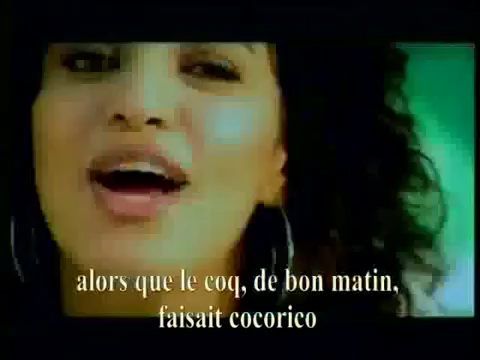 alors que le coq, de bon matin,
faisait cocorico